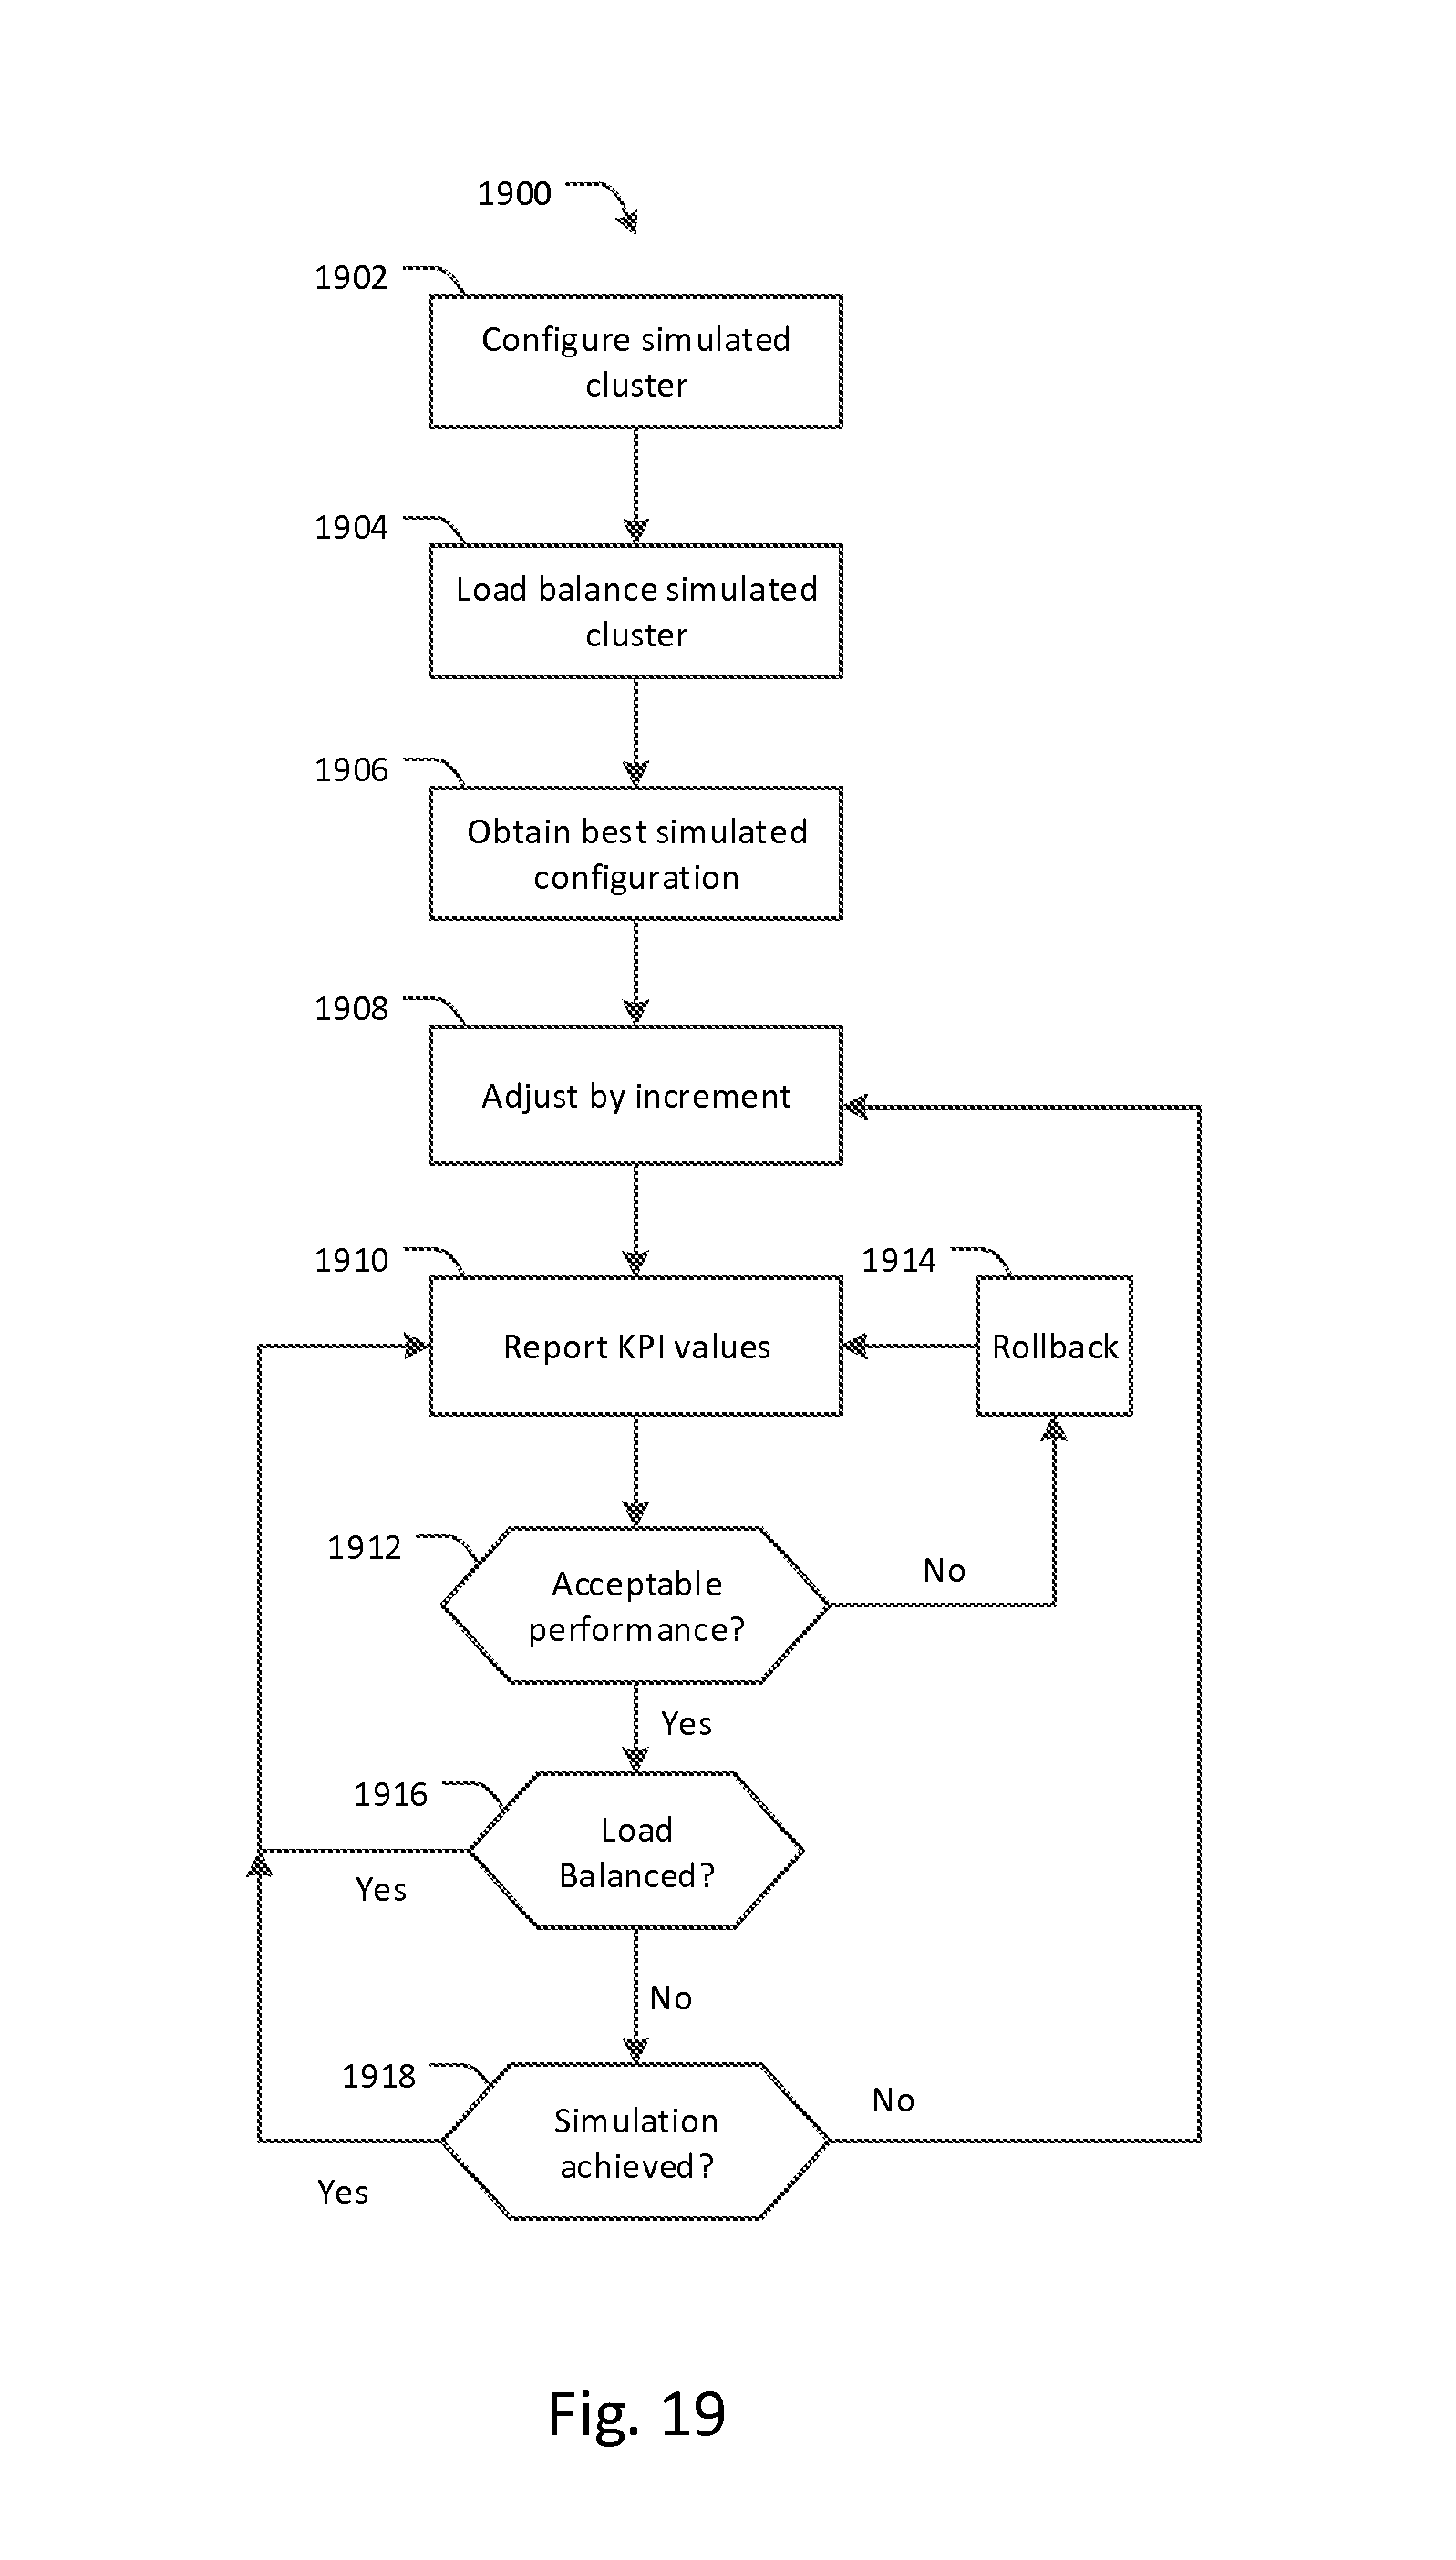 1900
1902
Configure simulated
cluster
1904
Load balance simulated
cluster
1906
Obtain best simulated
configuration
1908
Adjust by increment
1910
Report KPI values
1914
Rollback
1912
Acceptable
performance?
No
Yes
1916
Load
Balanced?
Yes
No
1918
Simulation
achieved?
No
Yes
Fig. 19